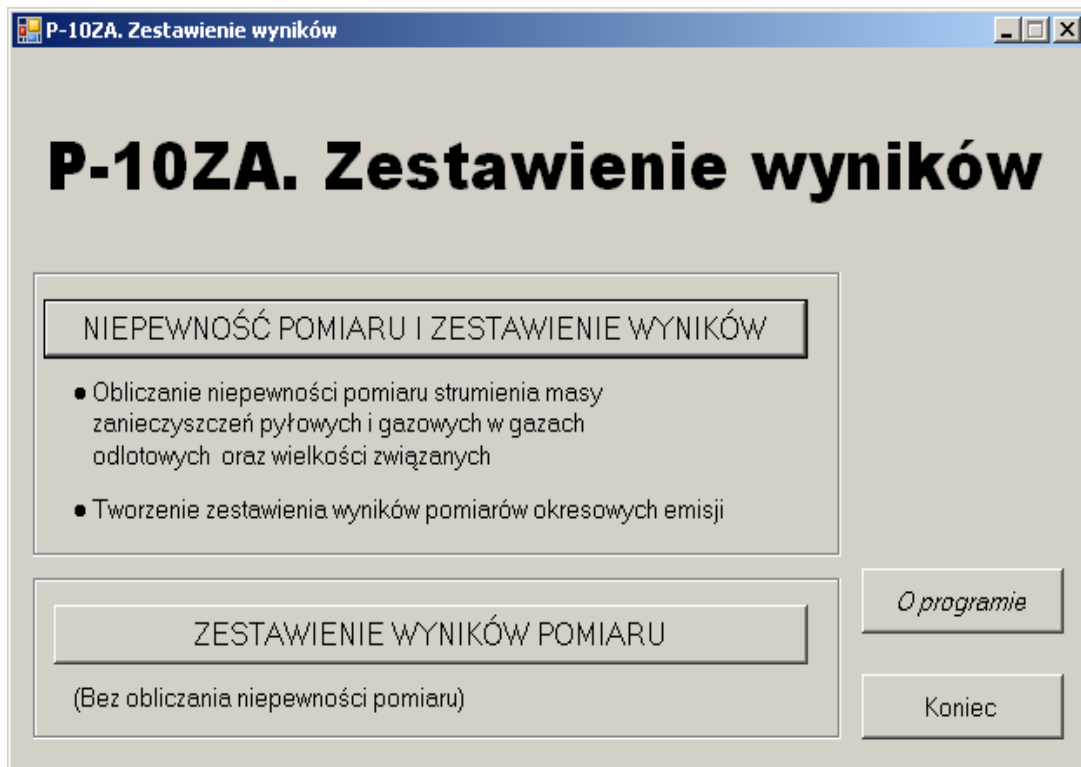 P-10ZA. Zestawienie wyników
P-10ZA. Zestawienie wyników
NIEPEWNOŚĆ POMIARU I ZESTAWIENIE WYNIKÓW
• Obliczanie niepewności pomiaru strumienia masy
zanieczyszczeń pyłowych i gazowych w gazach
odlotowych oraz wielkości związanych
• Tworzenie zestawienia wyników pomiarów okresowych emisji
ZESTAWIENIE WYNIKÓW POMIARU
(Bez obliczania niepewności pomiaru)
O programie
Koniec